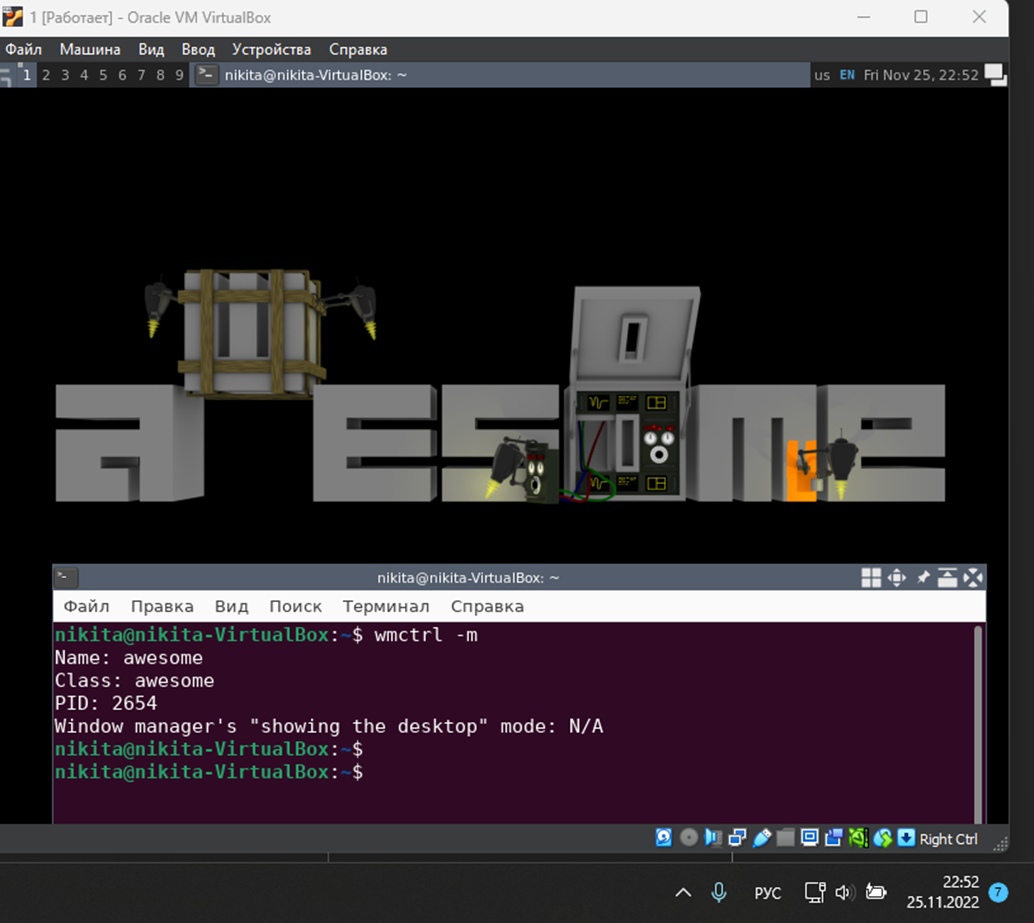 1 [Работает] - Oracle VM VirtualBox
Файл Машина Вид Ввод Устройства Справка
1 2 3 4 5 6 7 8 9 nikita@nikita-VirtualBox: ~ us EN Fri Nov 25, 22:52
awesome
nikita@nikita-VirtualBox: ~
Файл Правка Вид Поиск Терминал Справка
nikita@nikita-VirtualBox:~$ wmctrl -m
Name: awesome
Class: awesome
PID: 2654
Window manager's "showing the desktop" mode: N/A
nikita@nikita-VirtualBox:~$
nikita@nikita-VirtualBox:~$
Right Ctrl
РУС 22:52
25.11.2022 7